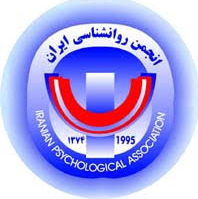 انجمن روانشناسی ایران
۱۳۷۴
1995
IRANIAN PSYCHOLOGICAL ASSOCIATION